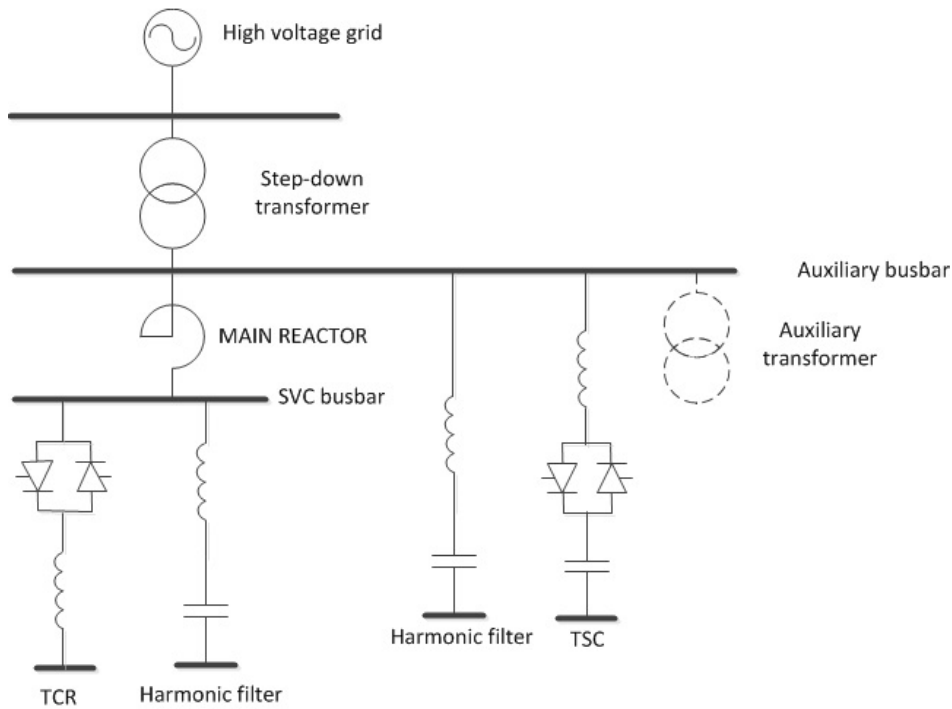 High voltage grid
Step-down
transformer
Auxiliary busbar
Auxiliary
transformer
MAIN REACTOR
SVC busbar
Harmonic filter
TSC
TCR
Harmonic filter